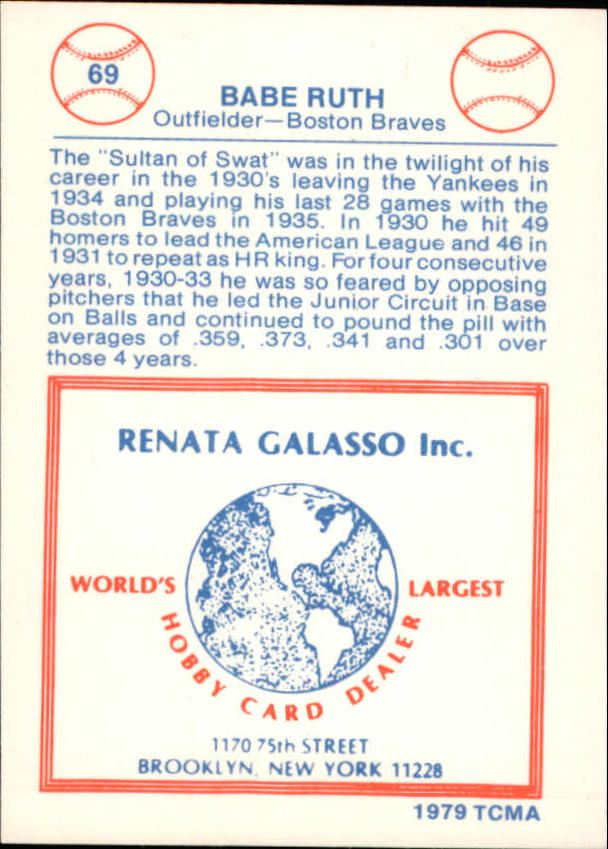 69
BABE RUTH
Outfielder—Boston Braves
The "Sultan of Swat" was in the twilight of his
career in the 1930's leaving the Yankees in
1934 and playing his last 28 games with the
Boston Braves in 1935. In 1930 he hit 49
homers to lead the American League and 46 in
1931 to repeat as HR king. For four consecutive
years, 1930-33 he was so feared by opposing
pitchers that he led the Junior Circuit in Base
on Balls and continued to pound the pill with
averages of .359, .373, .341 and .301 over
those 4 years.
RENATA GALASSO Inc.
WORLD'S LARGEST
HOBBY CARD DEALER
1170 75th STREET
BROOKLYN, NEW YORK 11228
1979 TCMA